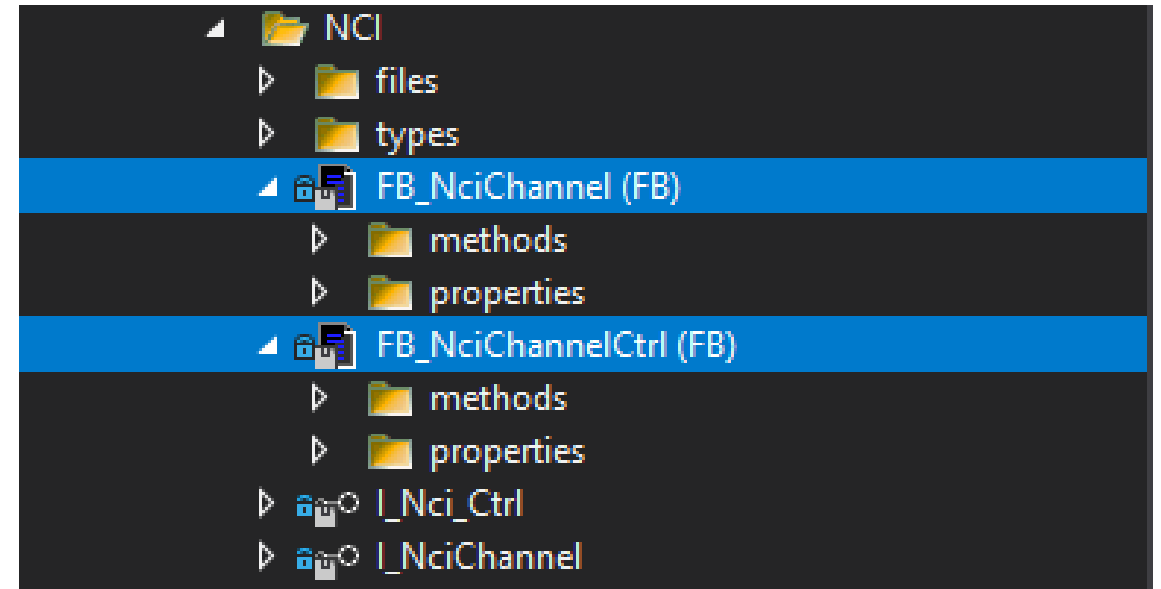 NCI
files
types
FB_NciChannel (FB)
methods
properties
FB_NciChannelCtrl (FB)
methods
properties
I_Nci_Ctrl
I_NciChannel